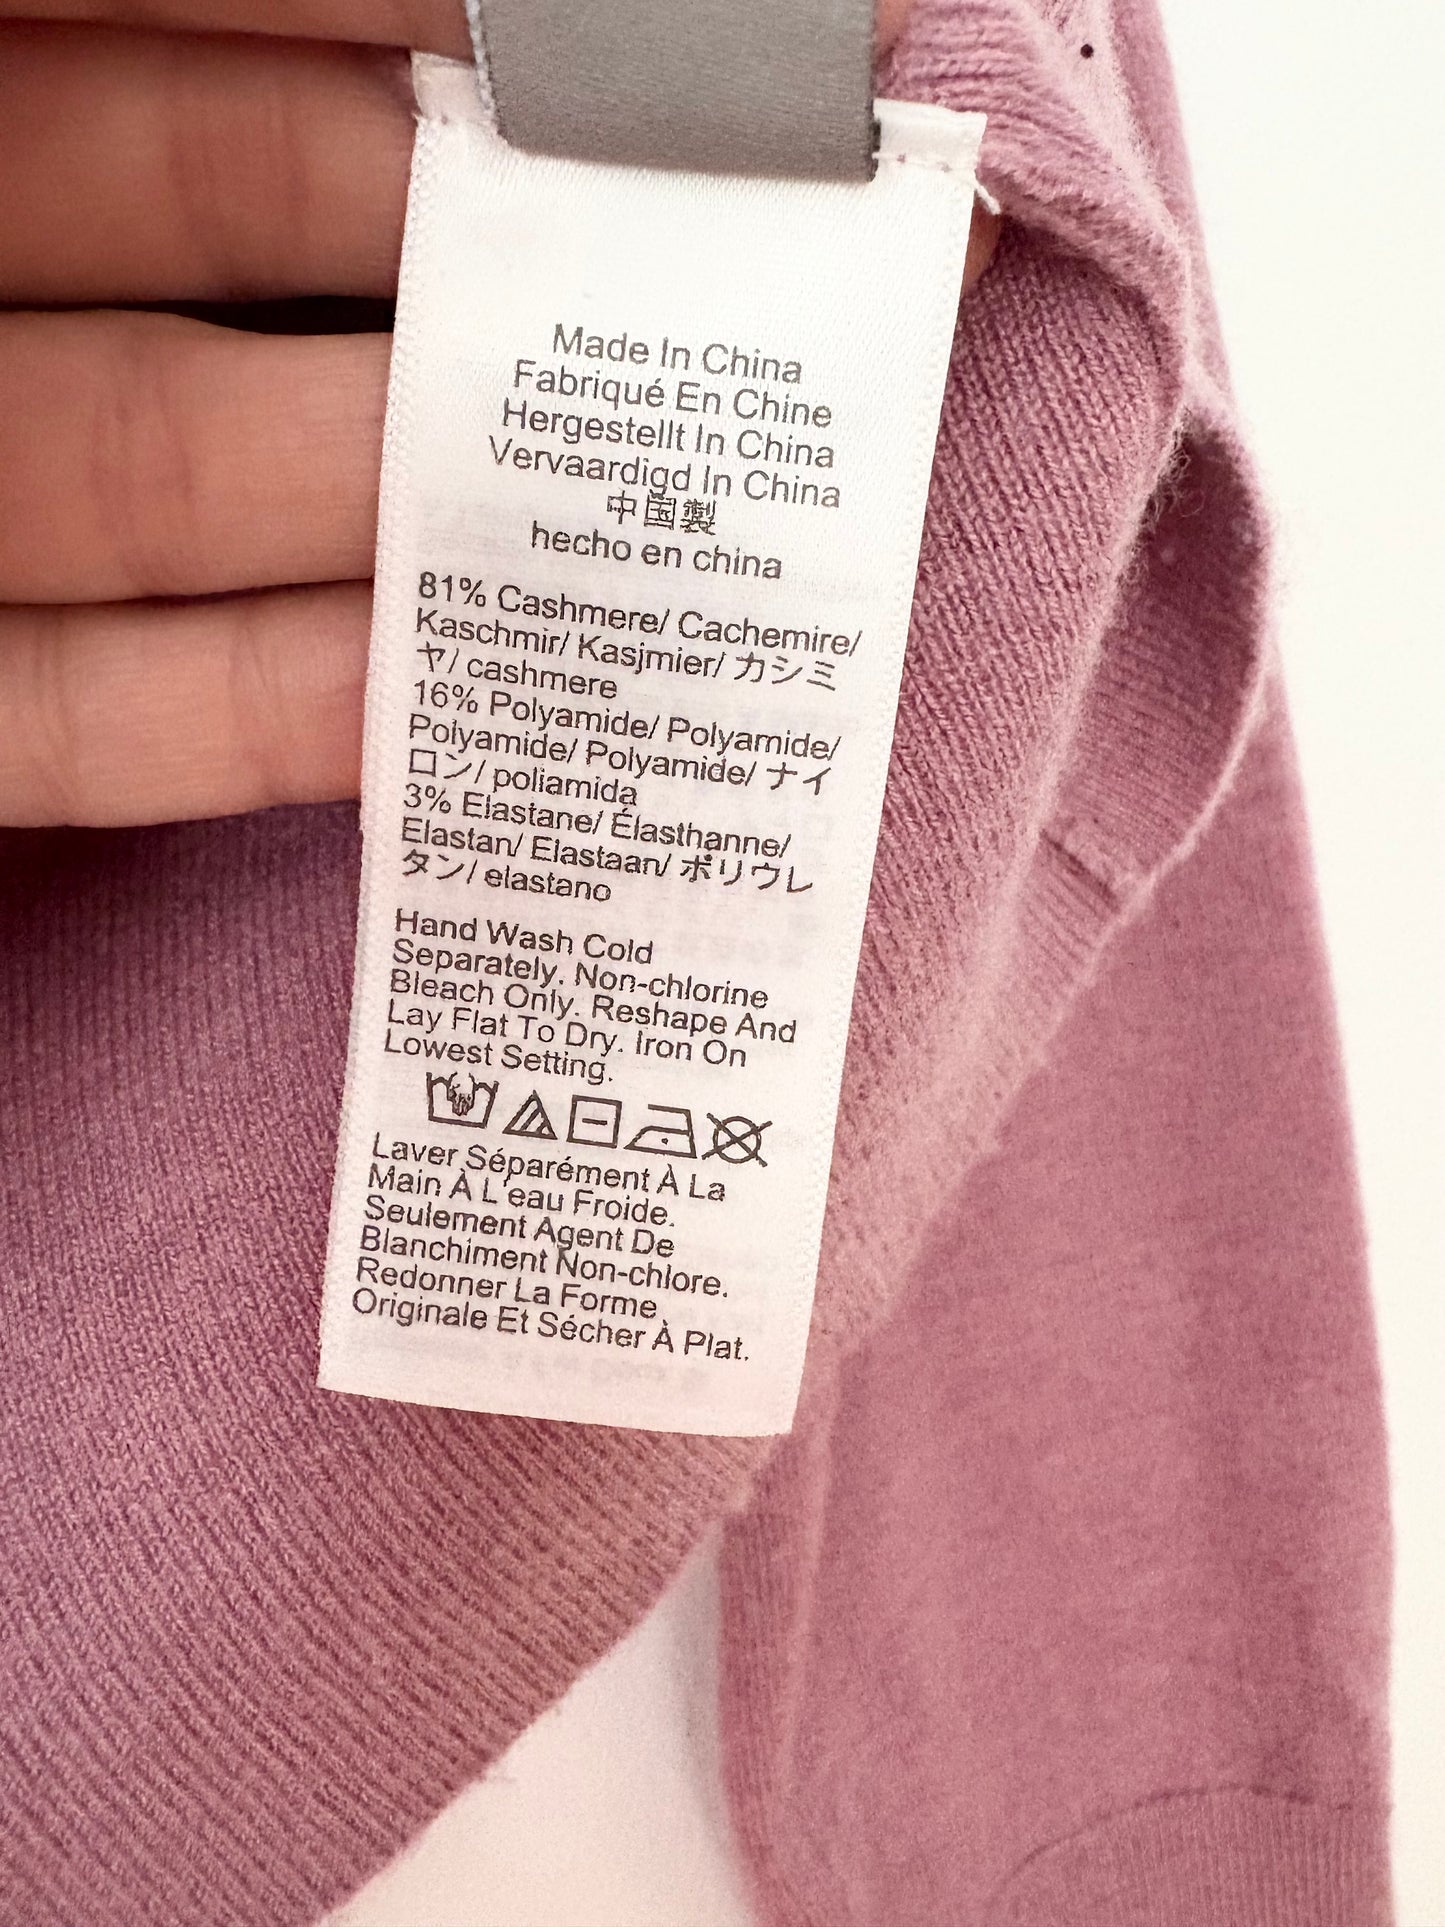 Made In China
Fabriqué En Chine
Hergestellt In China
Vervaardigd In China
中国製
hecho en china
81% Cashmere/ Cachemire/
Kaschmir/ Kasjmier/ カシミ
ヤ/ cashmere
16% Polyamide/ Polyamide/
Polyamide/ Polyamide/ ナイ
ロン/ poliamida
3% Elastane/ Élasthanne/
Elastan/ Elastaan/ ポリウレ
タン/ elastano
Hand Wash Cold
Separately. Non-chlorine
Bleach Only. Reshape And
Lay Flat To Dry. Iron On
Lowest Setting.
Laver Séparément À La
Main À L'eau Froide.
Seulement Agent De
Blanchiment Non-chlore.
Redonner La Forme
Originale Et Sécher À Plat.